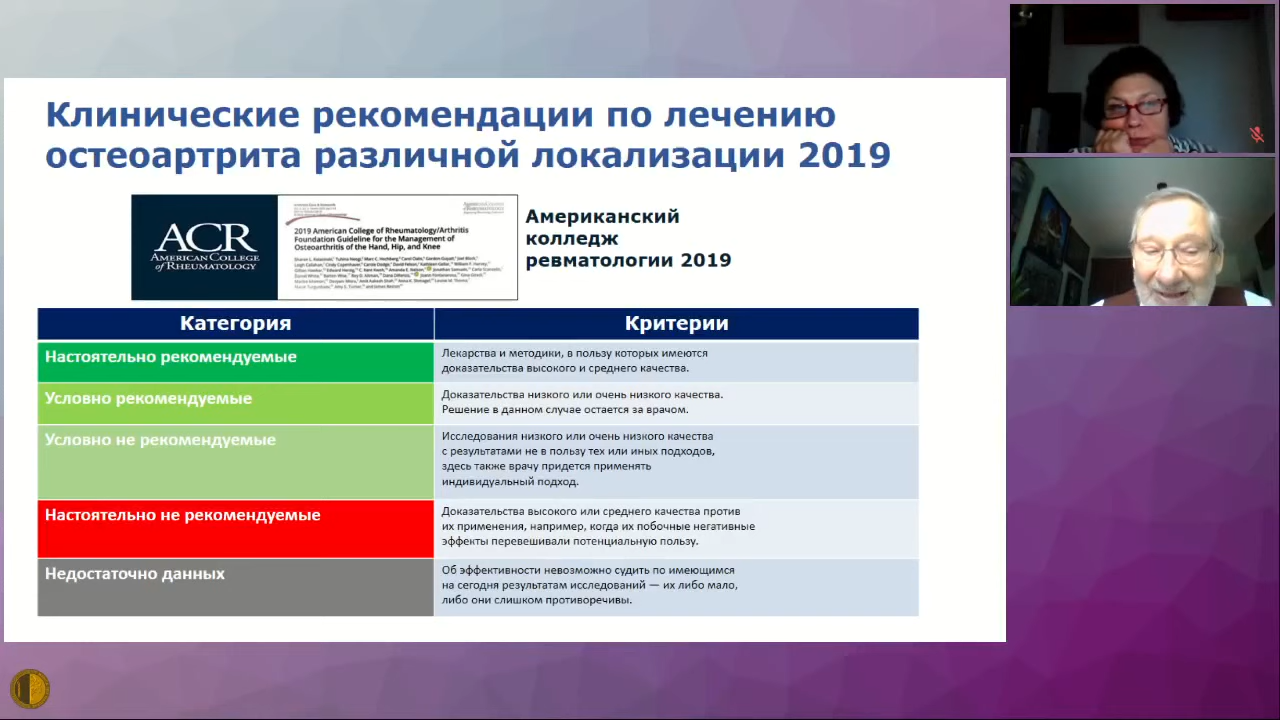 Клинические рекомендации по лечению
остеоартрита различной локализации 2019
ACR
AMERICAN COLLEGE
of RHEUMATOLOGY
2019 American College of Rheumatology/Arthritis
Foundation Guideline for the Management of
Osteoarthritis of the Hand, Hip, and Knee
Американский
колледж
ревматологии 2019
Категория
Критерии
Настоятельно рекомендуемые
Лекарства и методики, в пользу которых имеются
доказательства высокого и среднего качества.
Условно рекомендуемые
Доказательства низкого или очень низкого качества.
Решение в данном случае остается за врачом.
Условно не рекомендуемые
Исследования низкого или очень низкого качества
с результатами не в пользу тех или иных подходов,
здесь также врачу придется применять
индивидуальный подход.
Настоятельно не рекомендуемые
Доказательства высокого или среднего качества против
их применения, например, когда их побочные негативные
эффекты перевешивали потенциальную пользу.
Недостаточно данных
Об эффективности невозможно судить по имеющимся
на сегодня результатам исследований — их либо мало,
либо они слишком противоречивы.